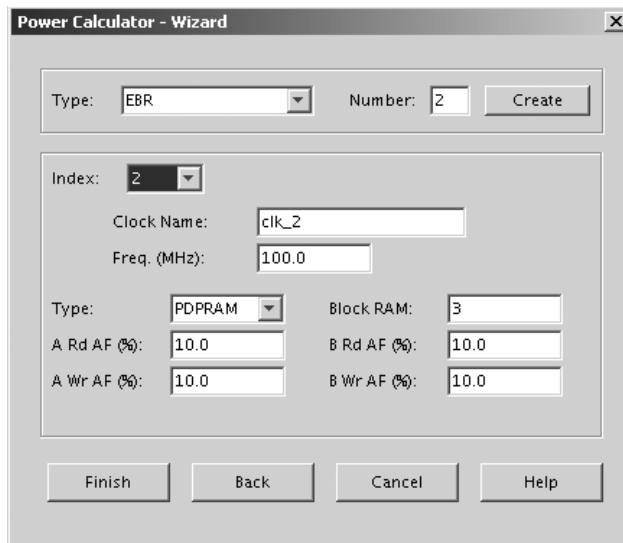 Power Calculator - Wizard
Type: EBR Number: 2 Create
Index: 2
Clock Name: clk_2
Freq. (MHz): 100.0
Type: PDPRAM Block RAM: 3
A Rd AF (%): 10.0 B Rd AF (%): 10.0
A Wr AF (%): 10.0 B Wr AF (%): 10.0
Finish Back Cancel Help